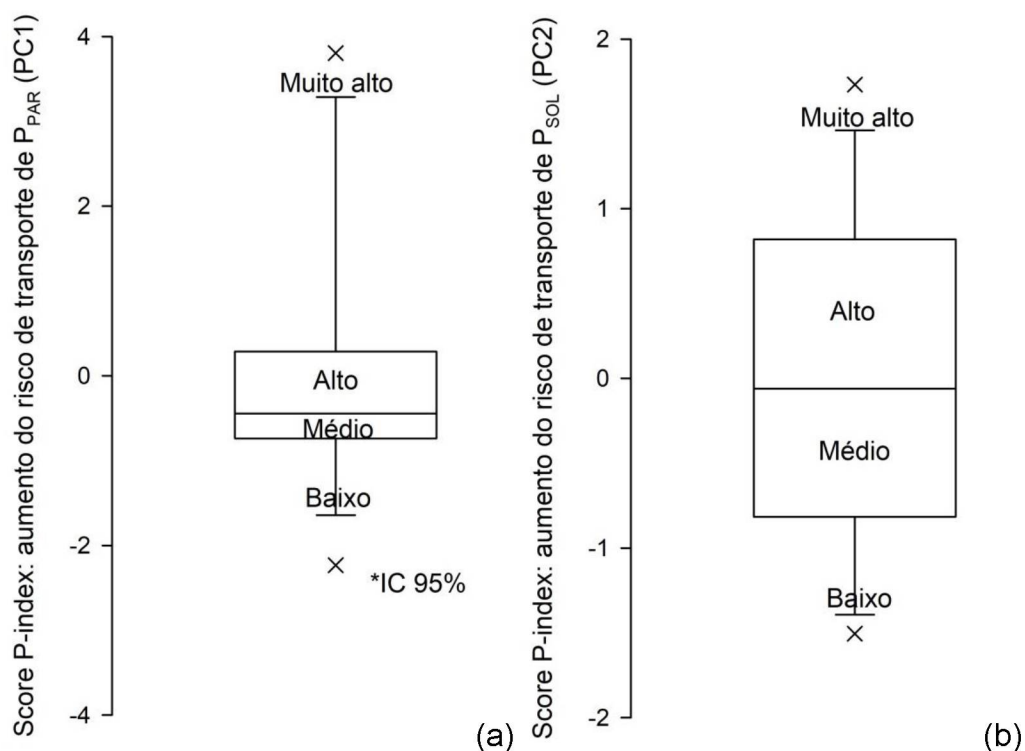 Score P-index: aumento do risco de transporte de P_PAR (PC1)
4
2
0
-2
-4
Muito alto
Alto
Médio
Baixo
*IC 95%
(a)
Score P-index: aumento do risco de transporte de P_SOL (PC2)
2
1
0
-1
-2
Muito alto
Alto
Médio
Baixo
(b)